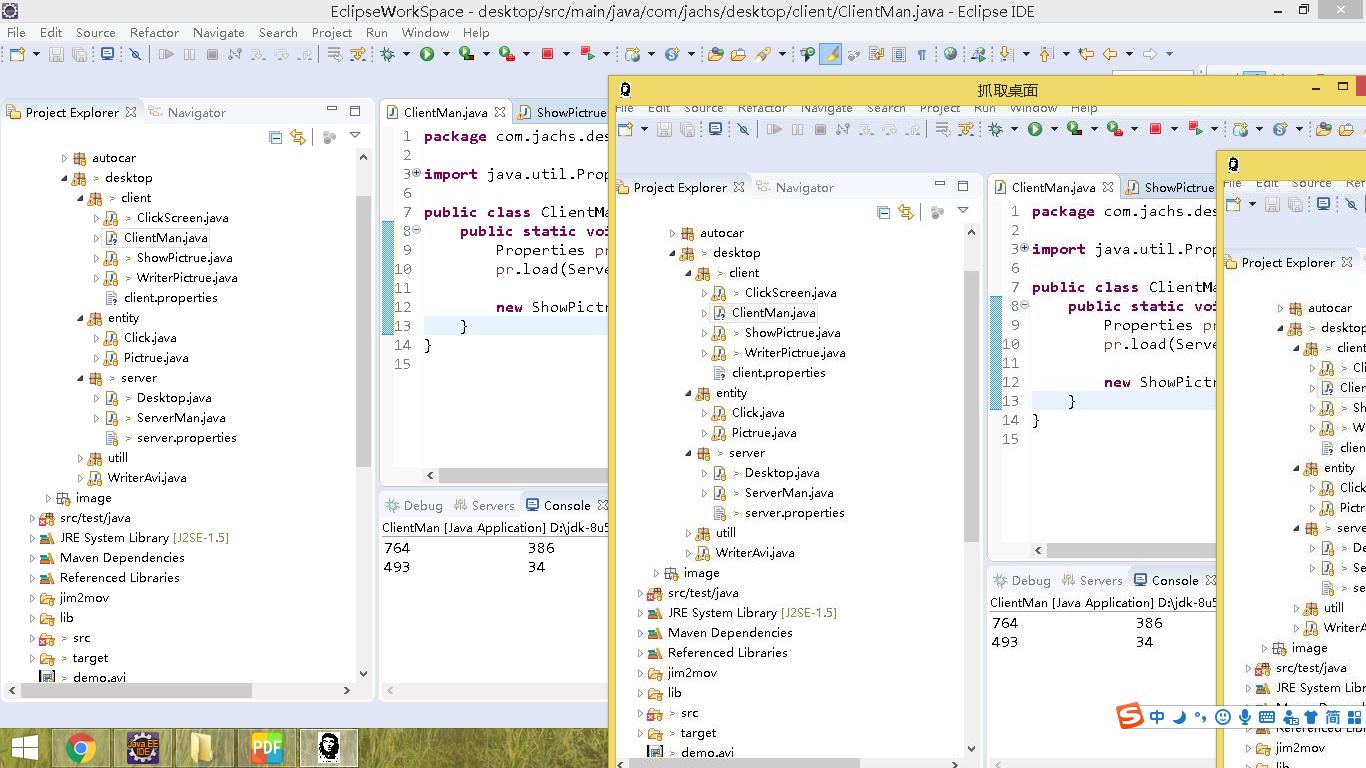 EclipseWorkSpace - desktop/src/main/java/com/jachs/desktop/client/ClientMan.java - Eclipse IDE
File Edit Source Refactor Navigate Search Project Run Window Help
Project Explorer
Navigator
autocar
> desktop
> client
> ClickScreen.java
ClientMan.java
> ShowPictrue.java
> WriterPictrue.java
client.properties
entity
Click.java
Pictrue.java
> server
> Desktop.java
> ServerMan.java
> server.properties
utill
WriterAvi.java
image
src/test/java
JRE System Library [J2SE-1.5]
Maven Dependencies
Referenced Libraries
jim2mov
lib
> src
> target
> demo.avi
ClientMan.java
ShowPictrue
1 package com.jachs.des
2
3 import java.util.Prop
6
7 public class ClientMa
8 public static voi
9 Properties pr
10 pr.load(Serve
11
12 new ShowPictr
13 }
14 }
15
Debug Servers Console
ClientMan [Java Application] D:\jdk-8u5
764 386
493 34
抓取桌面
File Edit Source Refactor Navigate Search Project Run Window Help
Project Explorer
Navigator
autocar
> desktop
> client
> ClickScreen.java
ClientMan.java
> ShowPictrue.java
> WriterPictrue.java
client.properties
entity
Click.java
Pictrue.java
> server
> Desktop.java
> ServerMan.java
> server.properties
utill
WriterAvi.java
image
src/test/java
JRE System Library [J2SE-1.5]
Maven Dependencies
Referenced Libraries
jim2mov
lib
> src
> target
> demo.avi
ClientMan.java
ShowPictrue
1 package com.jachs.des
2
3 import java.util.Prop
6
7 public class ClientMa
8 public static voi
9 Properties pr
10 pr.load(Serve
11
12 new ShowPictr
13 }
14 }
15
Debug Servers Console
ClientMan [Java Application] D:\jdk-8u5
764 386
493 34
File Edit Source Ref
Project Explorer
autocar
> desktop
> client
> Cli
Clien
> Sh
> W
clien
entity
Click
Pictr
> serve
> De
> Se
> se
utill
WriterA
image
src/test/java
JRE System Library
Referenced Librarie
jim2mov
lib
S 中 简
Java EE IDE
PDF